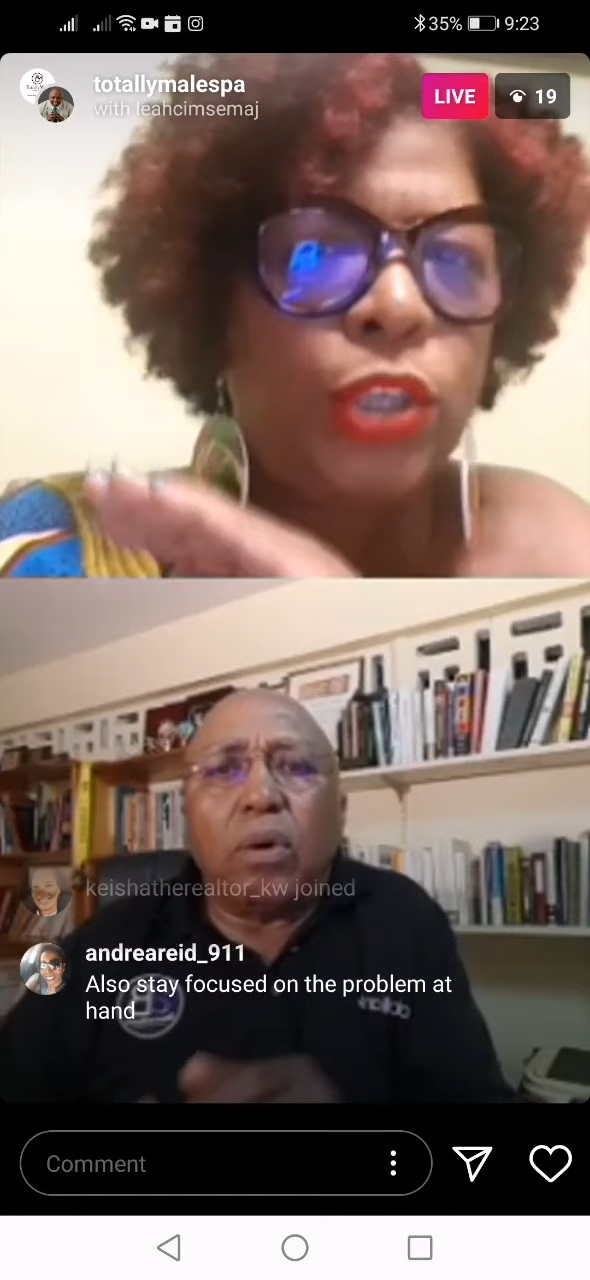 35% 9:23
totallymalespa
with leahcimsemaj
LIVE
19
keishatherealtor_kw joined
andreareid_911
Also stay focused on the problem at
hand
Comment